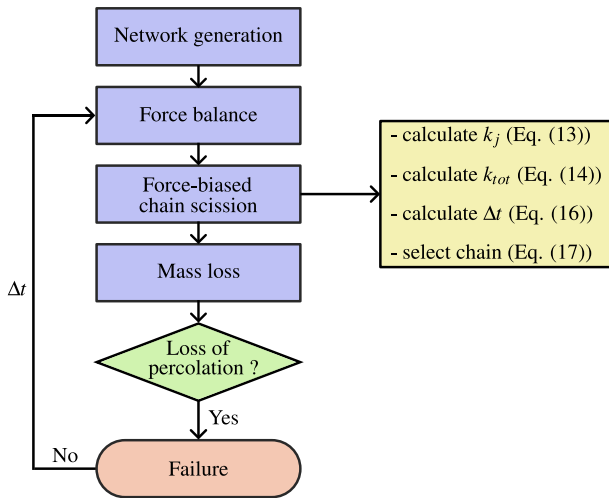 Network generation
Force balance
Force-biased
chain scission
- calculate k_j (Eq. (13))
- calculate k_tot (Eq. (14))
- calculate Δt (Eq. (16))
- select chain (Eq. (17))
Mass loss
Δt
Loss of
percolation ?
Yes
No
Failure